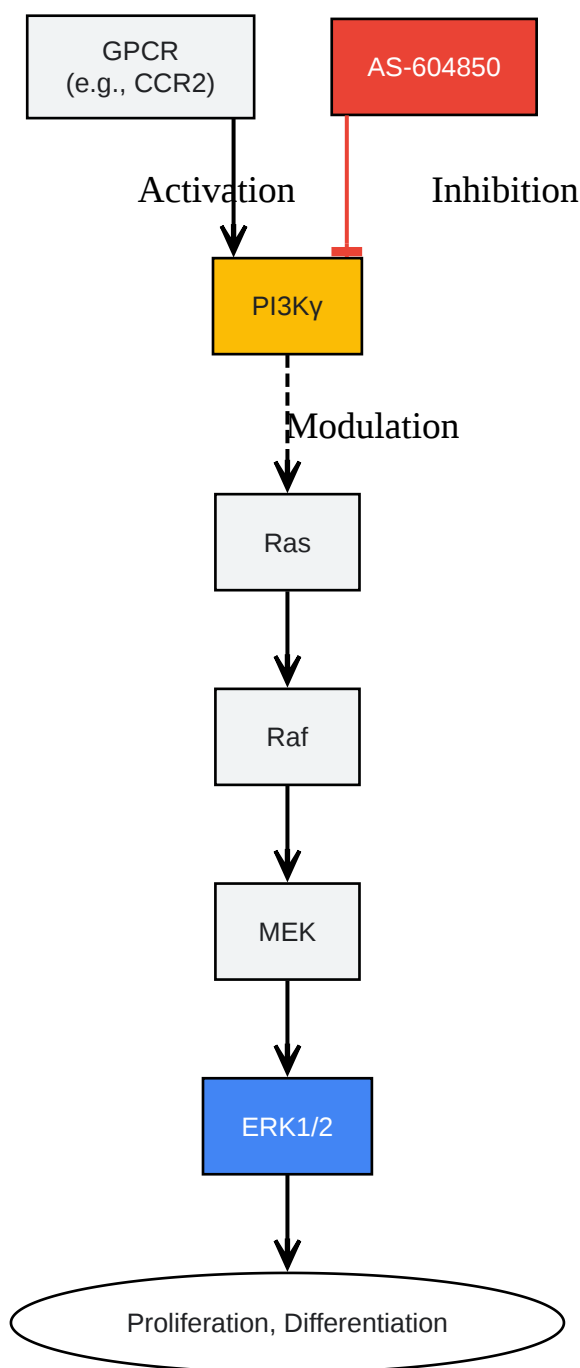 GPCR
(e.g., CCR2)
AS-604850
Activation
Inhibition
PI3Kγ
Modulation
Ras
Raf
MEK
ERK1/2
Proliferation, Differentiation